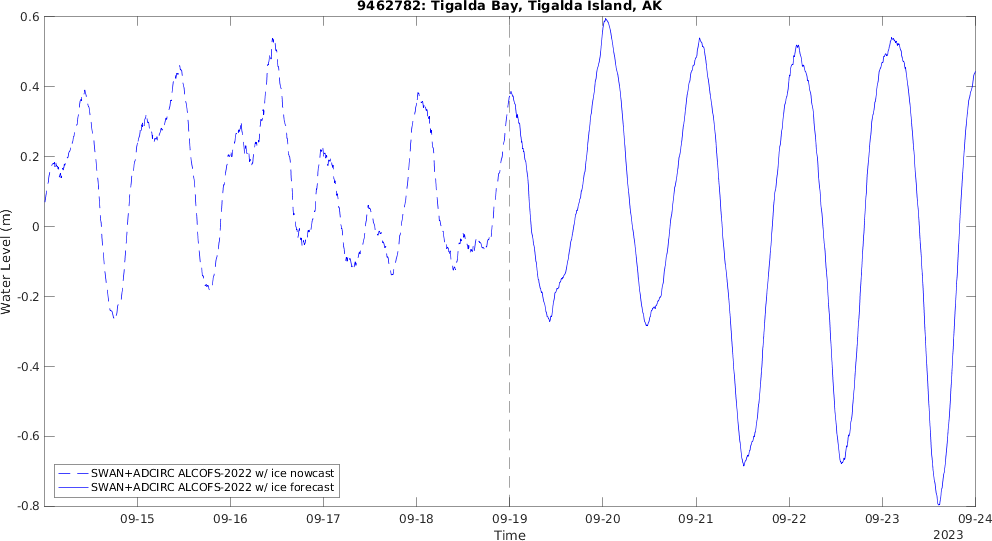 9462782: Tigalda Bay, Tigalda Island, AK
0.6
0.4
0.2
0
-0.2
-0.4
-0.6
-0.8
Water Level (m)
SWAN+ADCIRC ALCOFS-2022 w/ ice nowcast
SWAN+ADCIRC ALCOFS-2022 w/ ice forecast
09-15 09-16 09-17 09-18 09-19 09-20 09-21 09-22 09-23 09-24
Time
2023